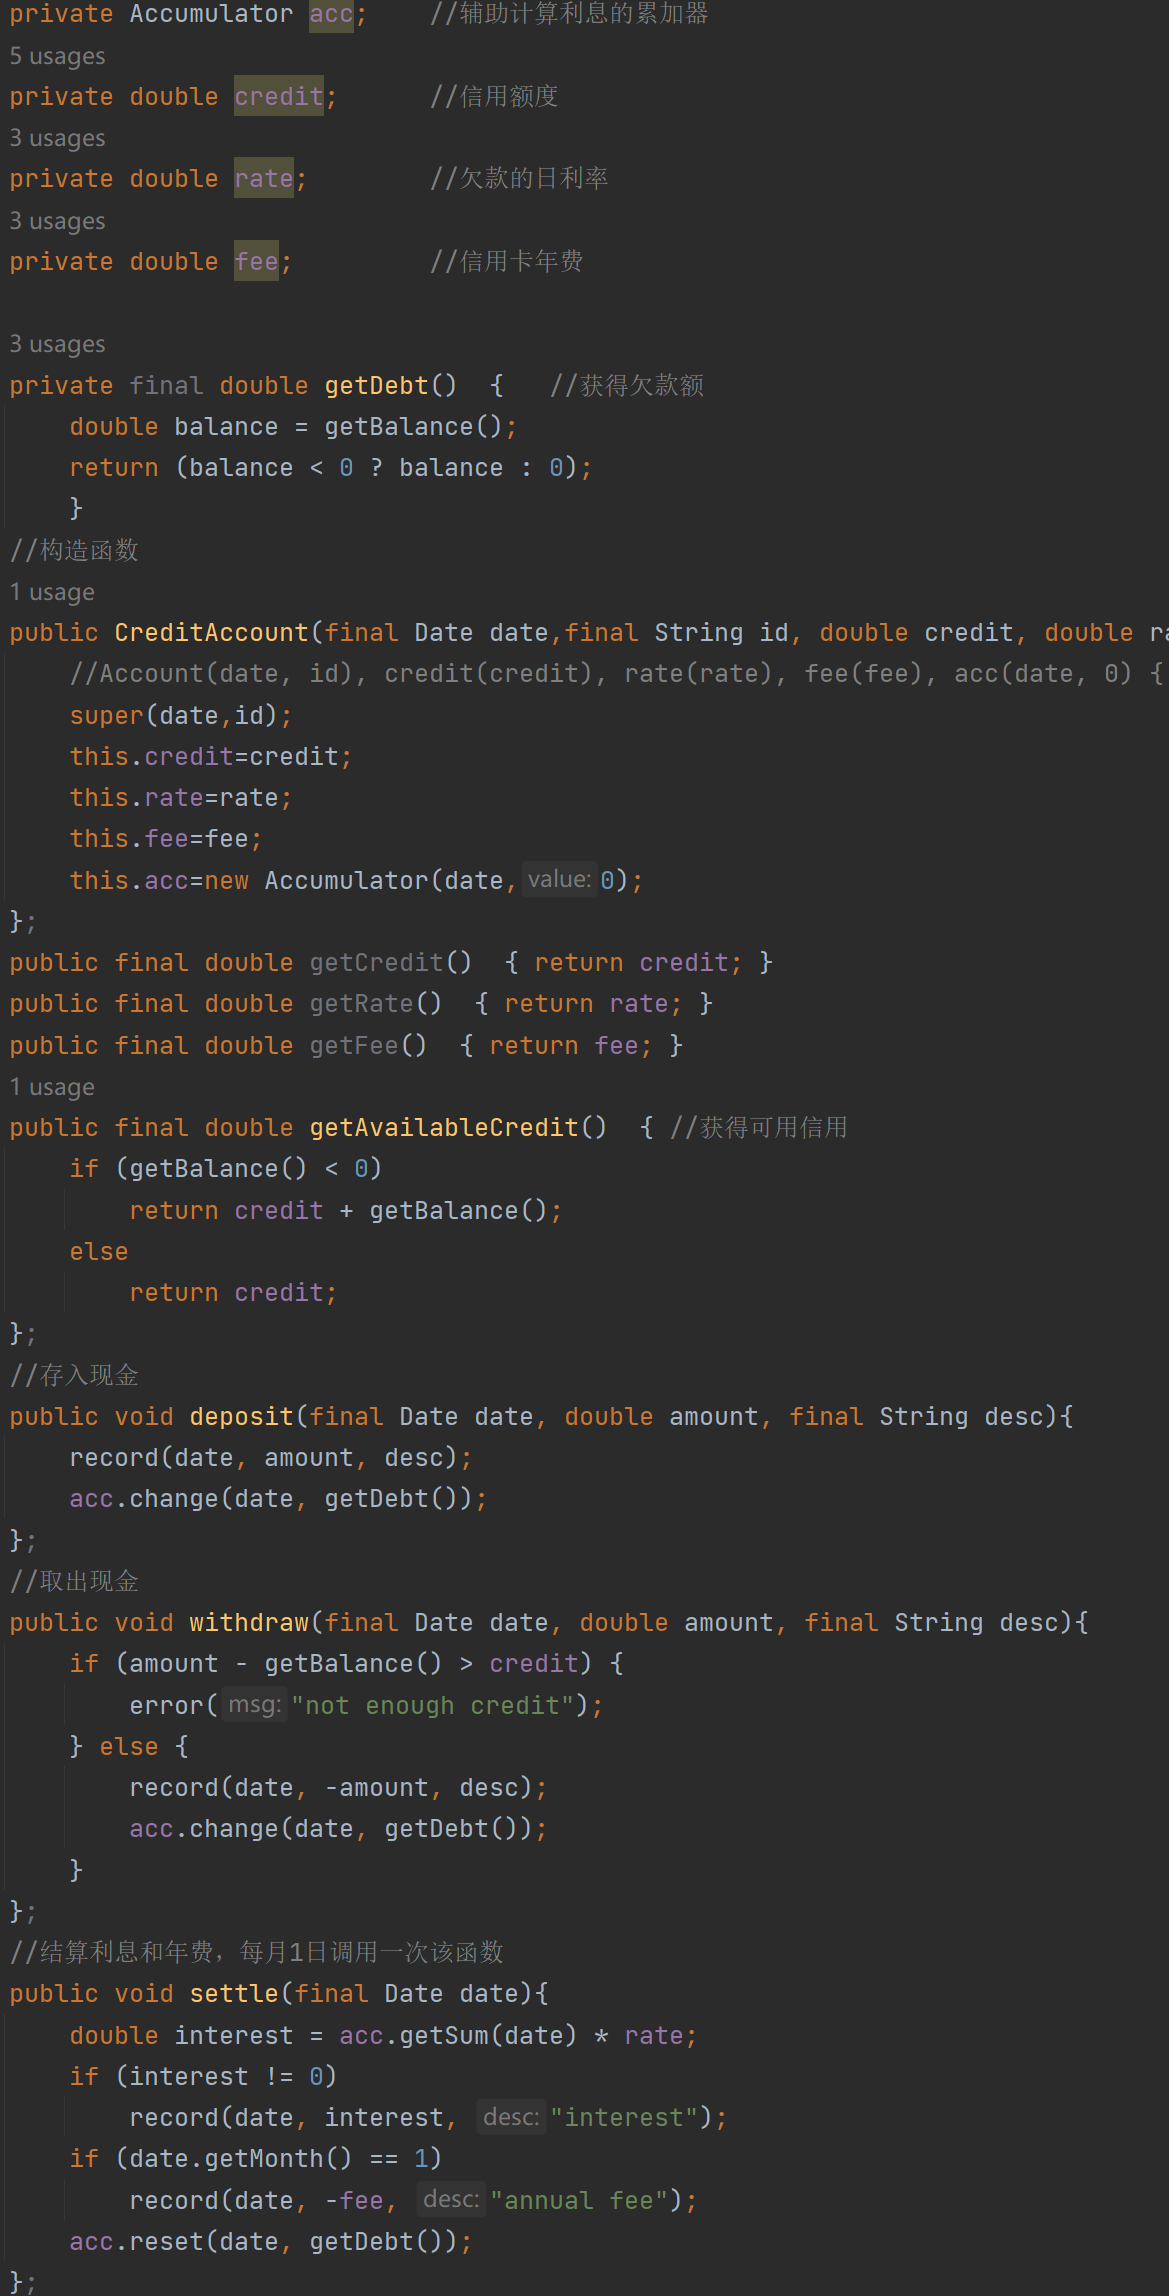 private Accumulator acc;    //辅助计算利息的累加器
5 usages
private double credit;      //信用额度
3 usages
private double rate;        //欠款的日利率
3 usages
private double fee;         //信用卡年费
3 usages
private final double getDebt()  {   //获得欠款额
    double balance = getBalance();
    return (balance < 0 ? balance : 0);
    }
//构造函数
1 usage
public CreditAccount(final Date date,final String id, double credit, double ra
    //Account(date, id), credit(credit), rate(rate), fee(fee), acc(date, 0) {
    super(date,id);
    this.credit=credit;
    this.rate=rate;
    this.fee=fee;
    this.acc=new Accumulator(date, value: 0);
};
public final double getCredit()  { return credit; }
public final double getRate()  { return rate; }
public final double getFee()  { return fee; }
1 usage
public final double getAvailableCredit()  { //获得可用信用
    if (getBalance() < 0)
        return credit + getBalance();
    else
        return credit;
};
//存入现金
public void deposit(final Date date, double amount, final String desc){
    record(date, amount, desc);
    acc.change(date, getDebt());
};
//取出现金
public void withdraw(final Date date, double amount, final String desc){
    if (amount - getBalance() > credit) {
        error( msg: "not enough credit");
    } else {
        record(date, -amount, desc);
        acc.change(date, getDebt());
    }
};
//结算利息和年费，每月1日调用一次该函数
public void settle(final Date date){
    double interest = acc.getSum(date) * rate;
    if (interest != 0)
        record(date, interest, desc: "interest");
    if (date.getMonth() == 1)
        record(date, -fee, desc: "annual fee");
    acc.reset(date, getDebt());
};